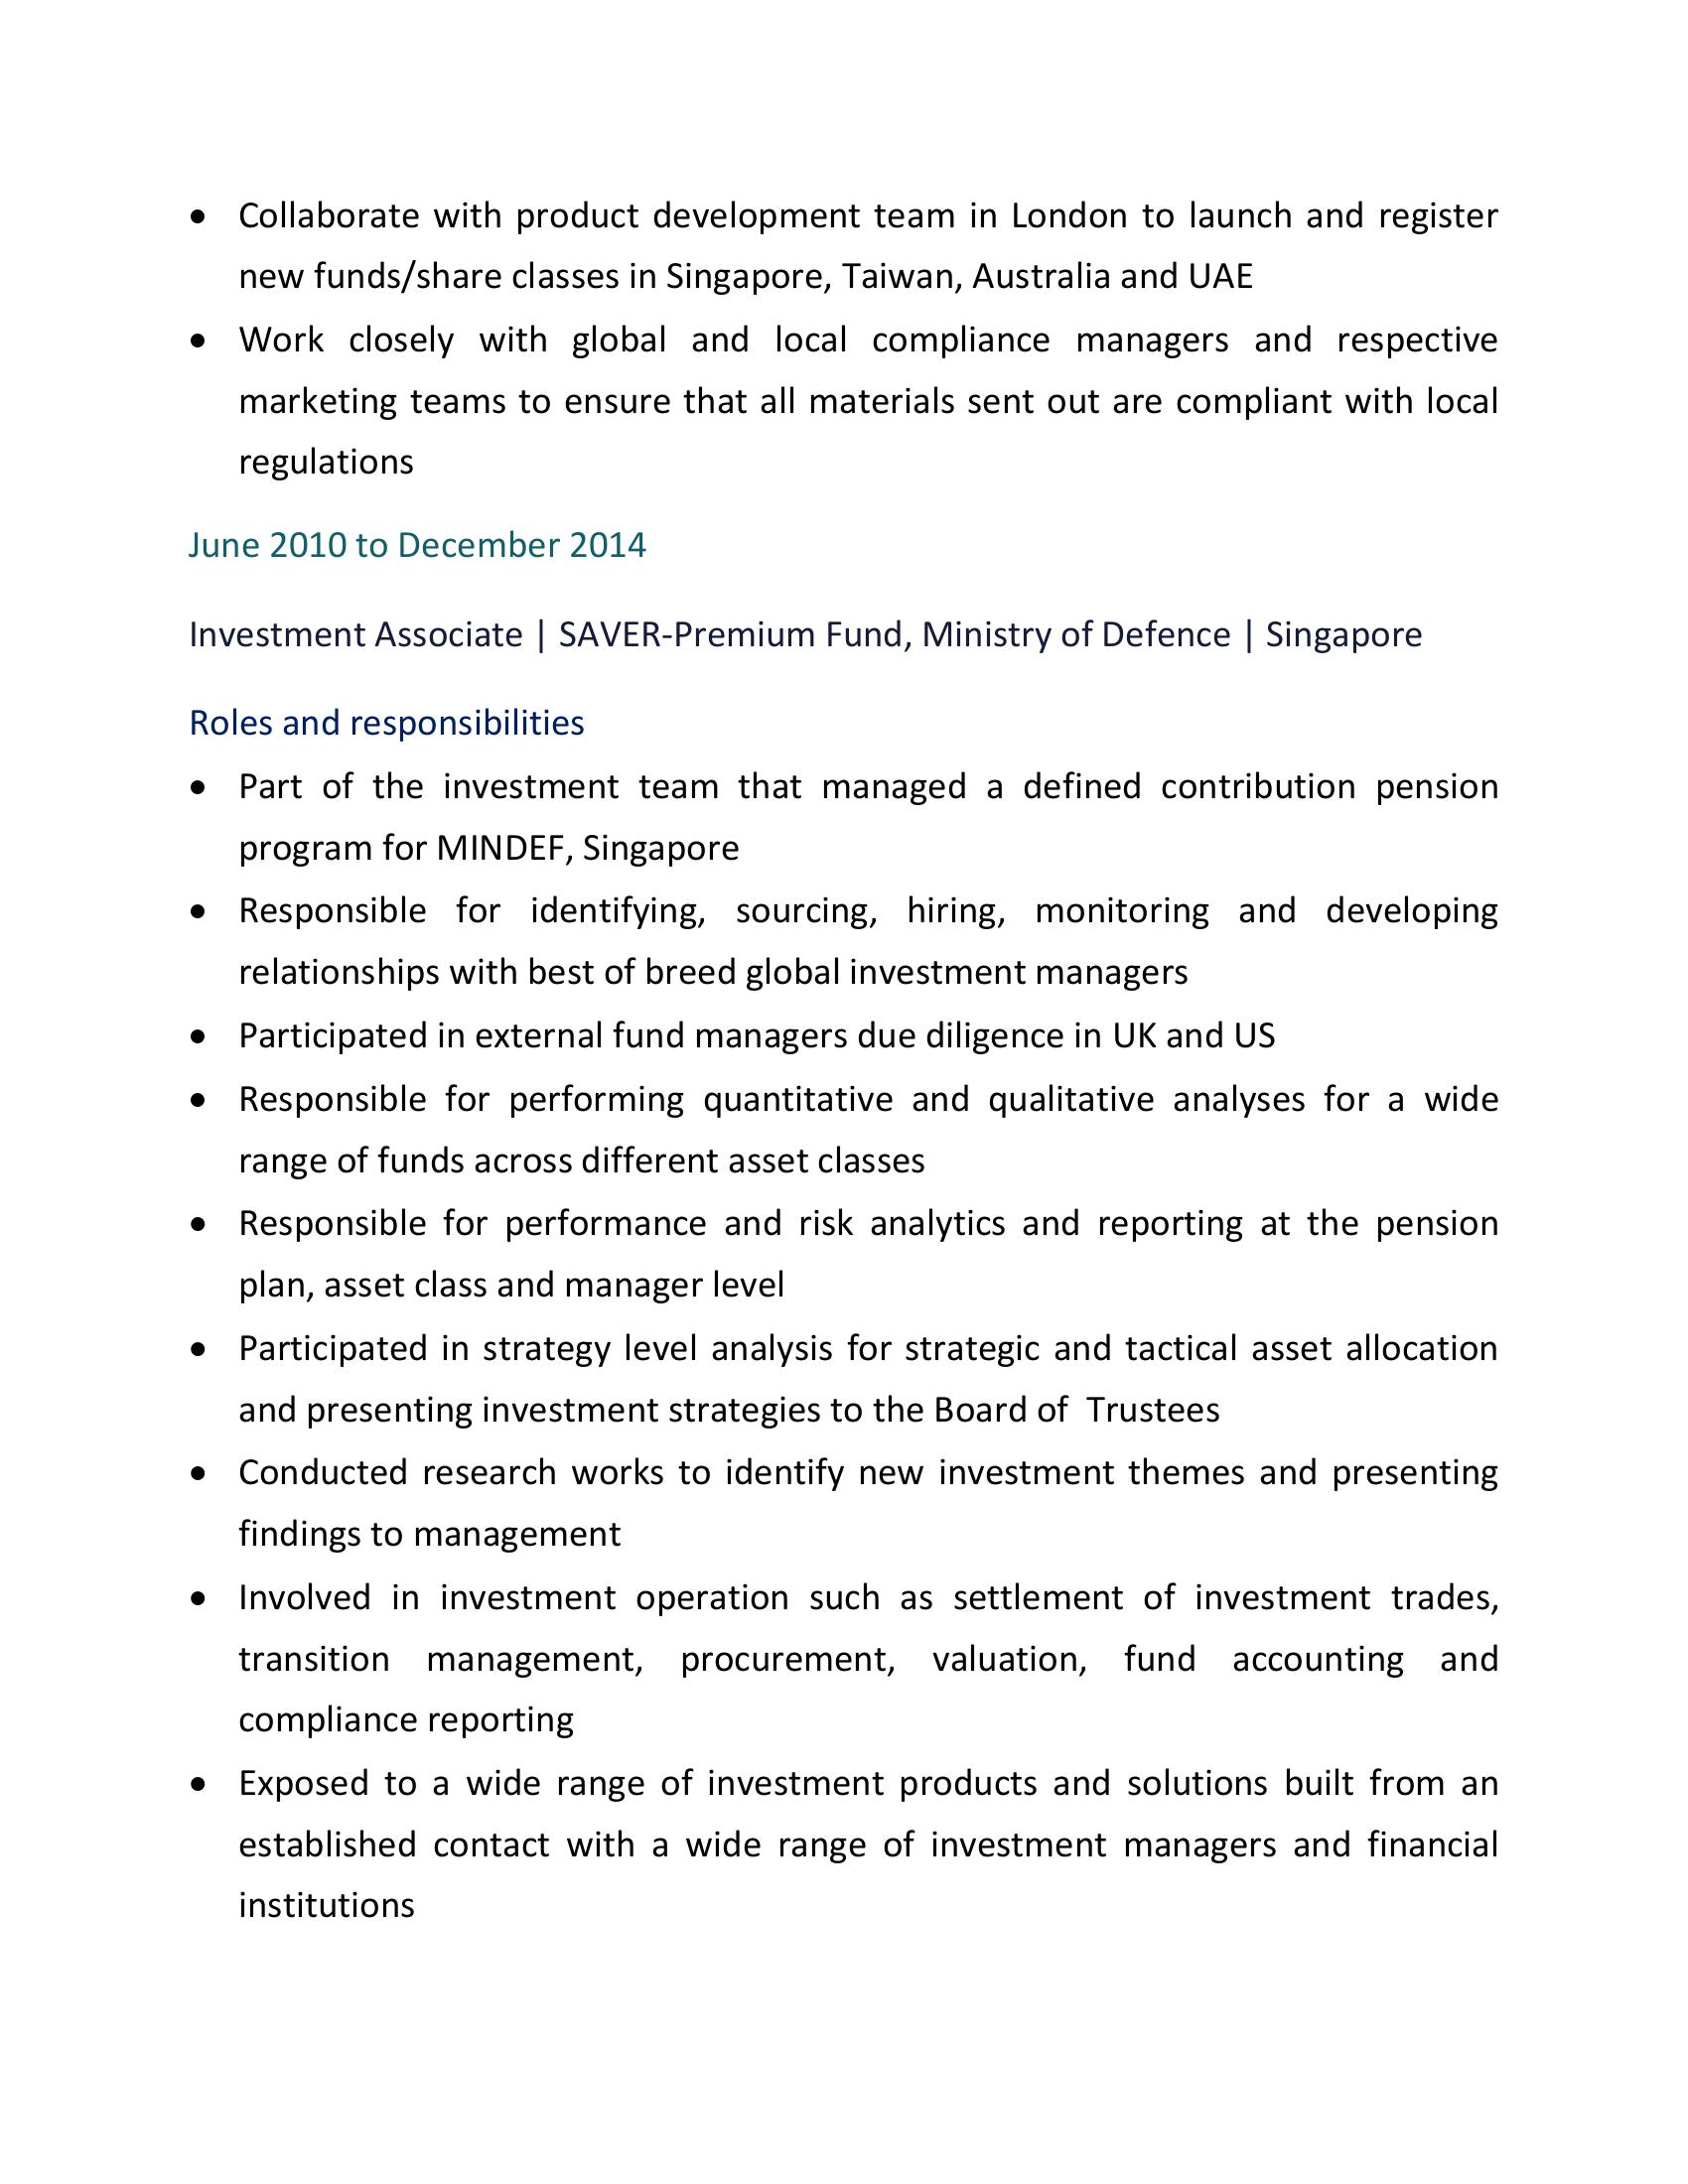 • Collaborate with product development team in London to launch and register
new funds/share classes in Singapore, Taiwan, Australia and UAE
• Work closely with global and local compliance managers and respective
marketing teams to ensure that all materials sent out are compliant with local
regulations
June 2010 to December 2014
Investment Associate | SAVER-Premium Fund, Ministry of Defence | Singapore
Roles and responsibilities
• Part of the investment team that managed a defined contribution pension
program for MINDEF, Singapore
• Responsible for identifying, sourcing, hiring, monitoring and developing
relationships with best of breed global investment managers
• Participated in external fund managers due diligence in UK and US
• Responsible for performing quantitative and qualitative analyses for a wide
range of funds across different asset classes
• Responsible for performance and risk analytics and reporting at the pension
plan, asset class and manager level
• Participated in strategy level analysis for strategic and tactical asset allocation
and presenting investment strategies to the Board of  Trustees
• Conducted research works to identify new investment themes and presenting
findings to management
• Involved in investment operation such as settlement of investment trades,
transition management, procurement, valuation, fund accounting and
compliance reporting
• Exposed to a wide range of investment products and solutions built from an
established contact with a wide range of investment managers and financial
institutions